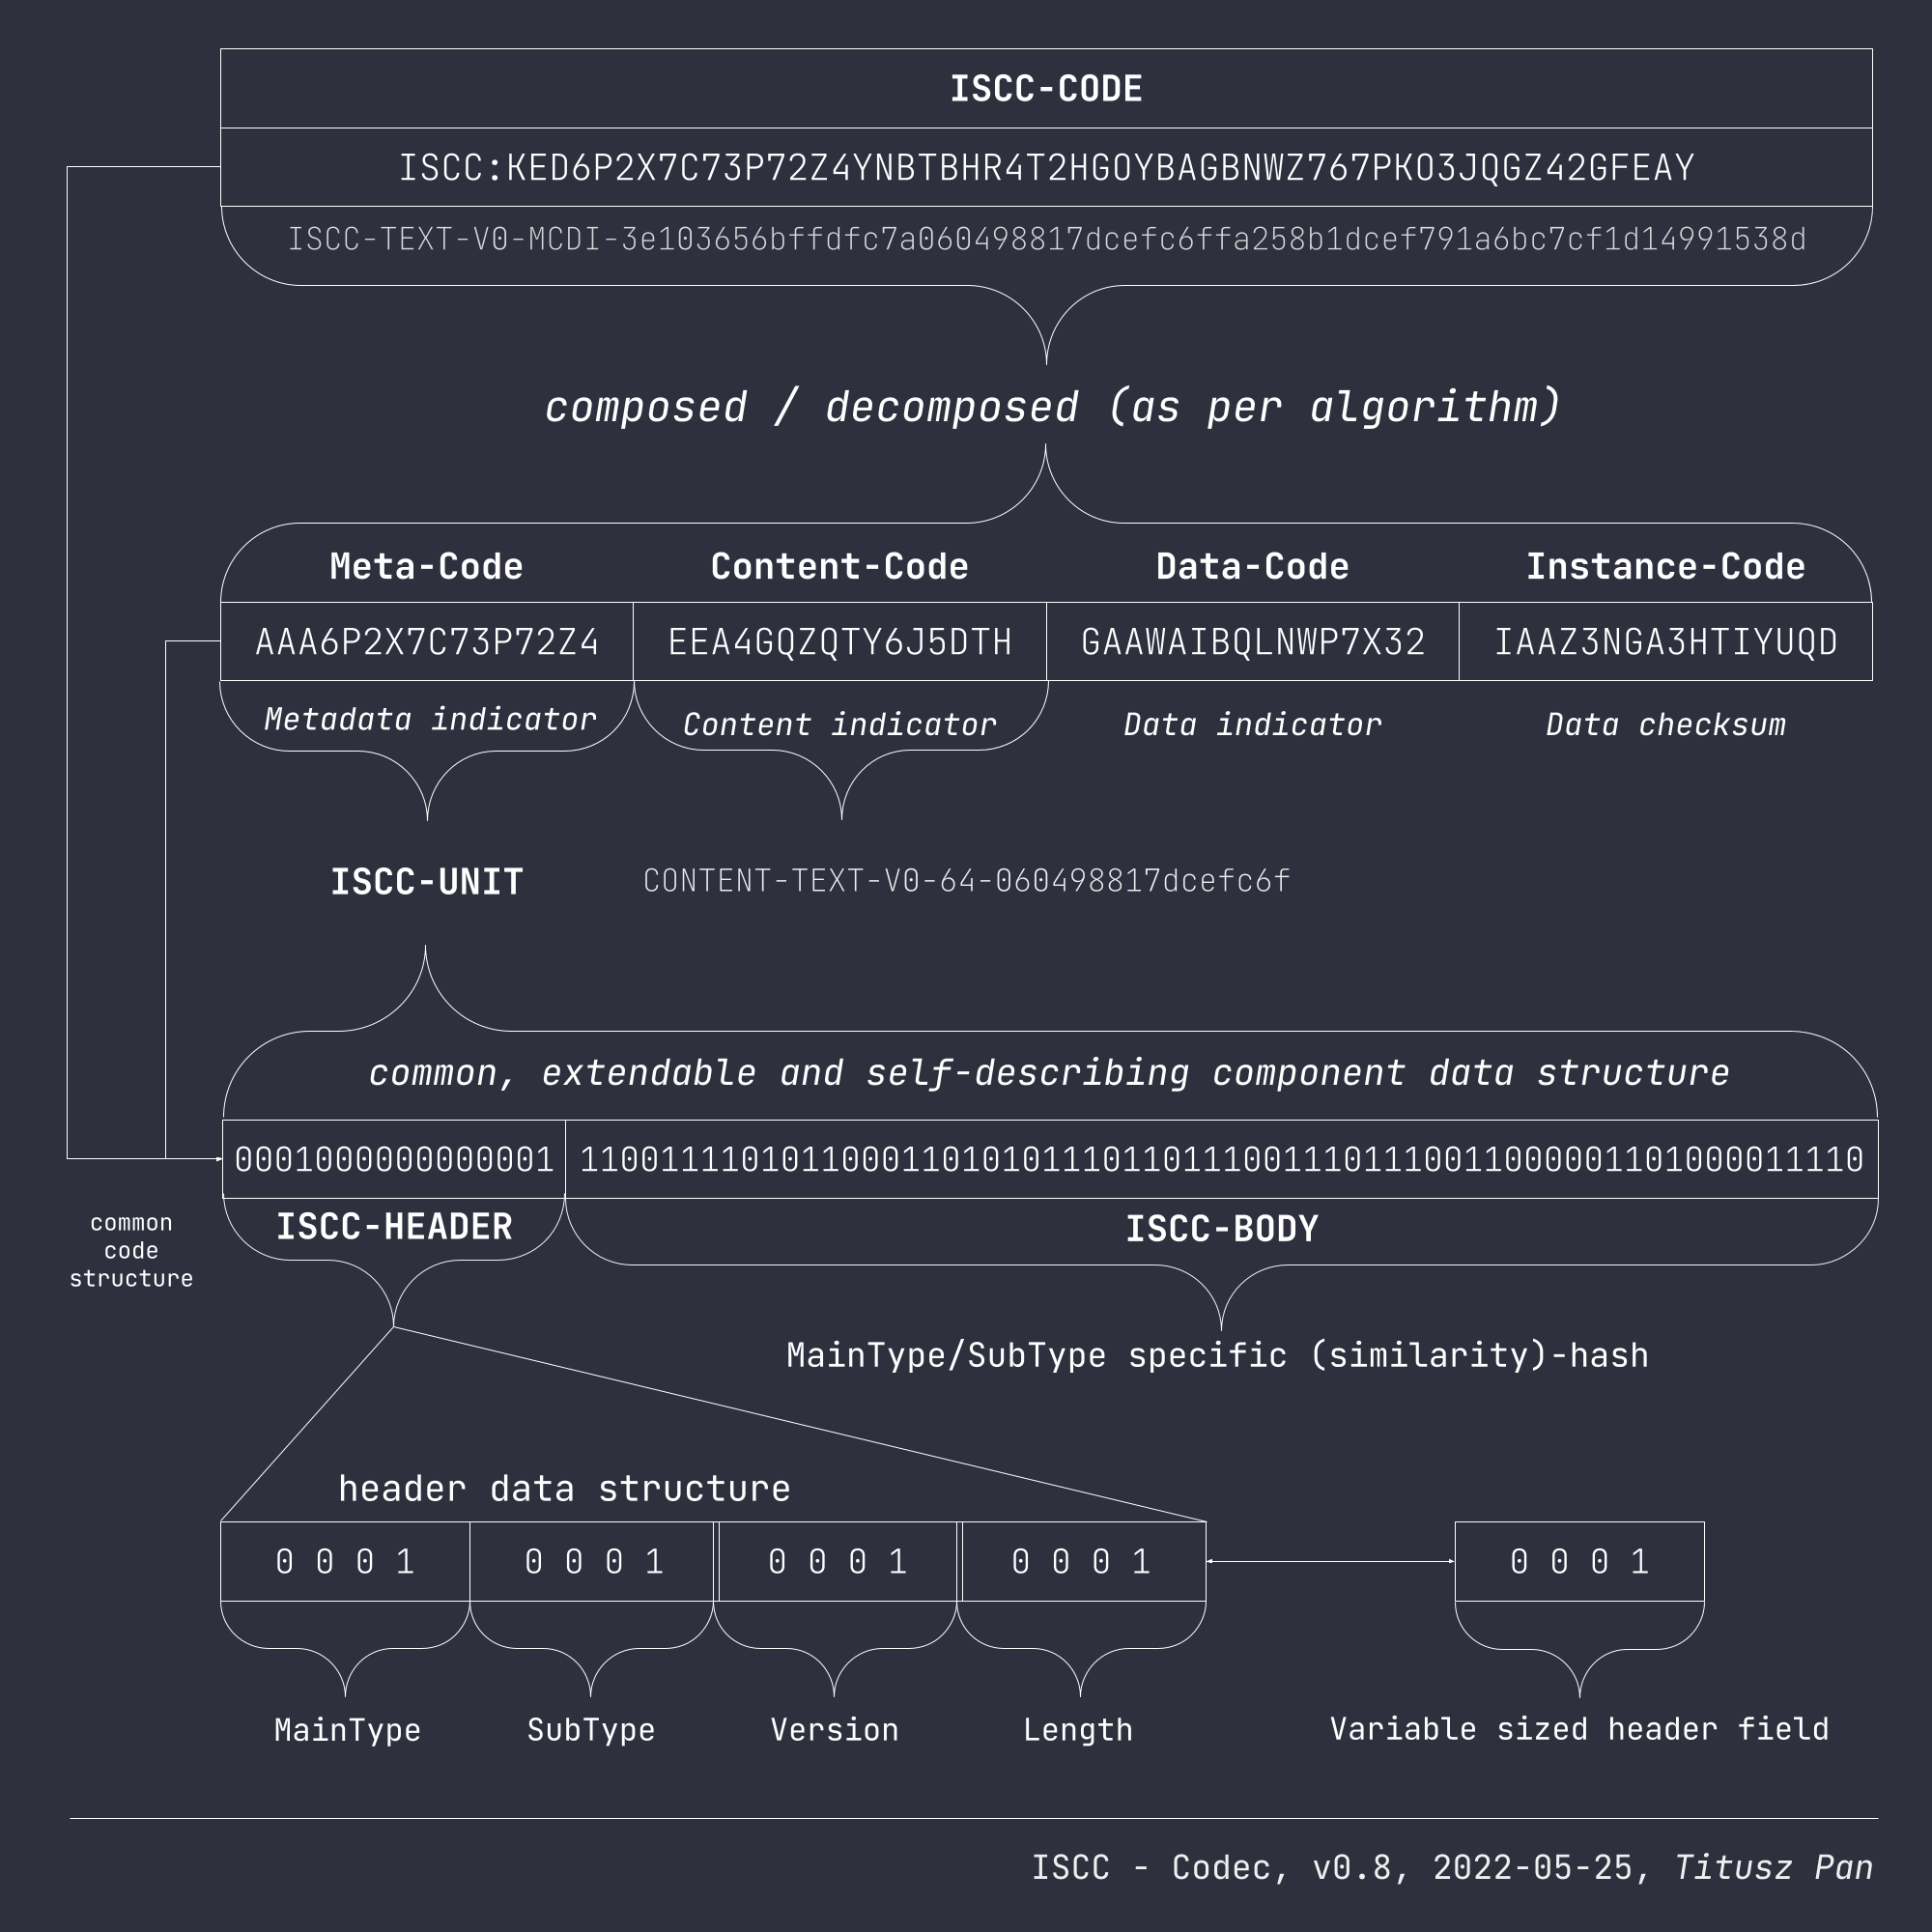 ISCC-CODE
ISCC:KED6P2X7C73P72Z4YNBTBHR4T2HGOYBAGBNWZ767PKO3JQGZ42GFEAY
ISCC-TEXT-V0-MCDI-3e103656bffdfc7a060498817dcefc6ffa258b1dcef791a6bc7cf1d14991538d
composed / decomposed (as per algorithm)
Meta-Code Content-Code Data-Code Instance-Code
AAA6P2X7C73P72Z4 EEA4GQZQTY6J5DTH GAAWAIBQLNWP7X32 IAAZ3NGA3HTIYUQD
Metadata indicator Content indicator Data indicator Data checksum
ISCC-UNIT CONTENT-TEXT-V0-64-060498817dcefc6f
common, extendable and self-describing component data structure
0001000000000001 1100111101011000110101011101101110011101110011000001101000011110
ISCC-HEADER ISCC-BODY
common
code
structure
MainType/SubType specific (similarity)-hash
header data structure
0 0 0 1 0 0 0 1 0 0 0 1 0 0 0 1 0 0 0 1
MainType SubType Version Length Variable sized header field
ISCC - Codec, v0.8, 2022-05-25, Titusz Pan